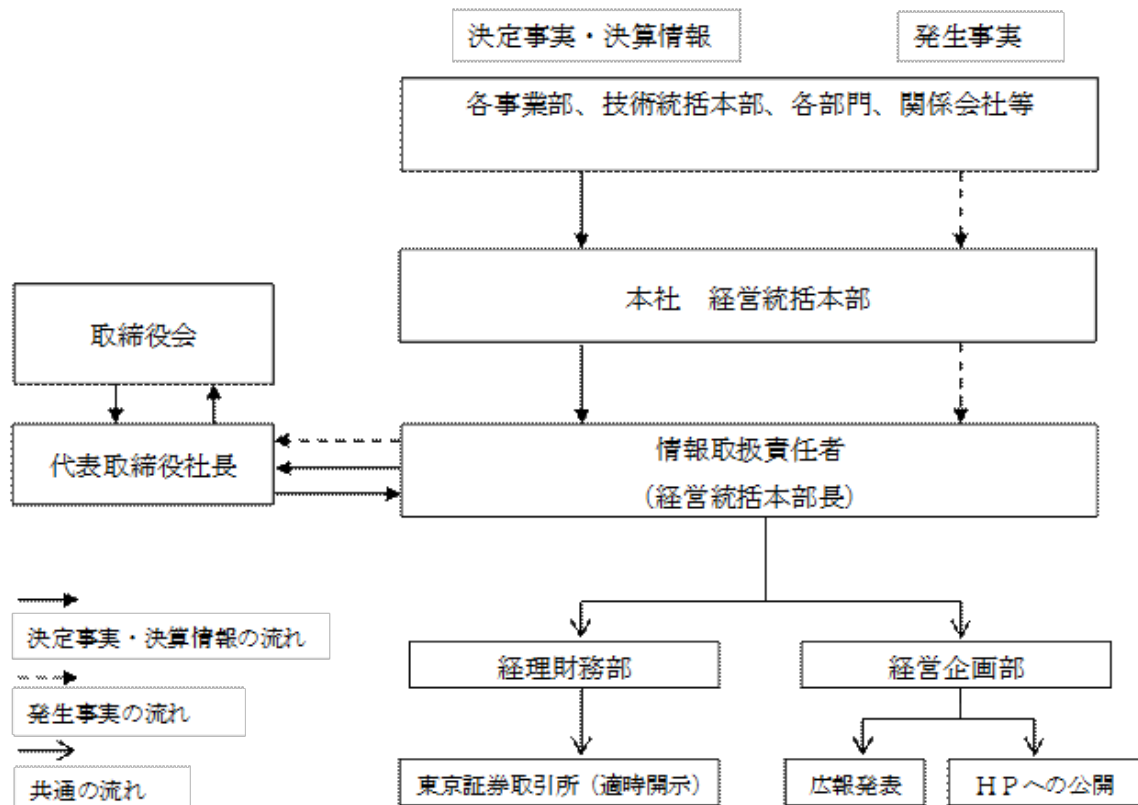 決定事実・決算情報
発生事実
各事業部、技術統括本部、各部門、関係会社等
本社　経営統括本部
取締役会
代表取締役社長
情報取扱責任者
（経営統括本部長）
決定事実・決算情報の流れ
発生事実の流れ
共通の流れ
経理財務部
経営企画部
東京証券取引所（適時開示）
広報発表
ＨＰへの公開